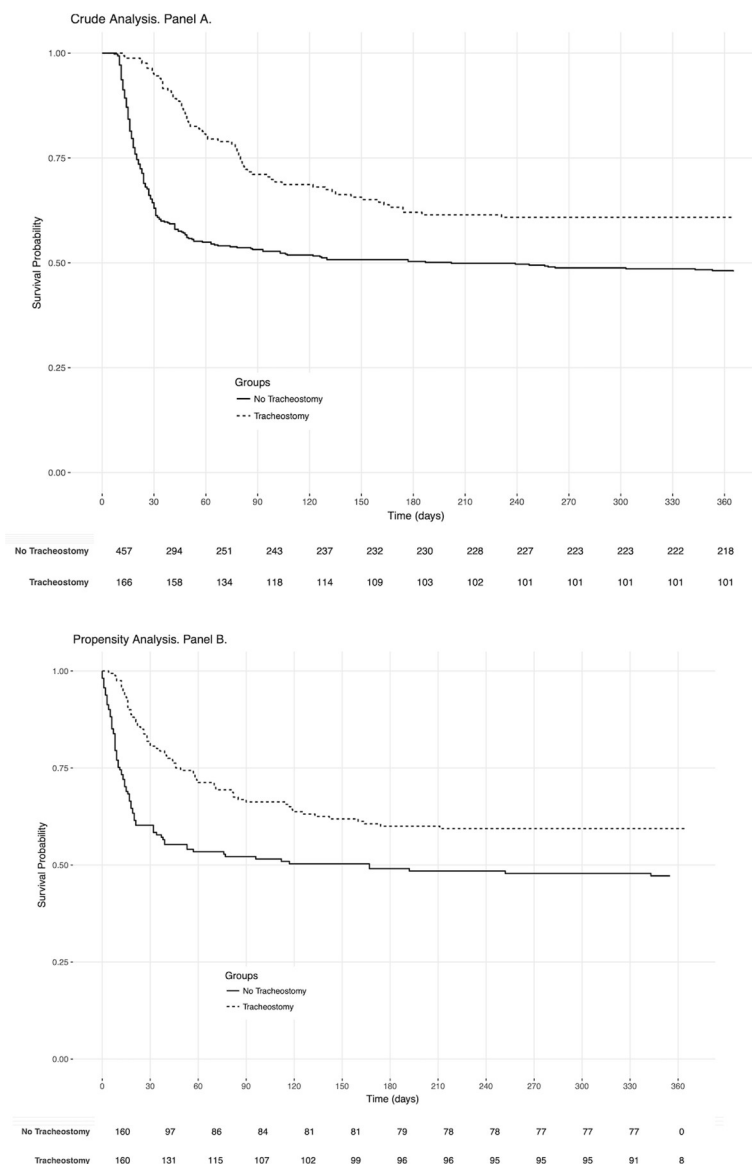 Crude Analysis. Panel A.
1.00
0.75
0.50
0.25
0.00
Survival Probability
Groups
No Tracheostomy
Tracheostomy
0 30 60 90 120 150 180 210 240 270 300 330 360
Time (days)
No Tracheostomy 457 294 251 243 237 232 230 228 227 223 223 222 218
Tracheostomy 166 158 134 118 114 109 103 102 101 101 101 101 101
Propensity Analysis. Panel B.
1.00
0.75
0.50
0.25
0.00
Survival Probability
Groups
No Tracheostomy
Tracheostomy
0 30 60 90 120 150 180 210 240 270 300 330 360
Time (days)
No Tracheostomy 160 97 86 84 81 81 79 78 78 77 77 77 0
Tracheostomy 160 131 115 107 102 99 96 96 95 95 95 91 8